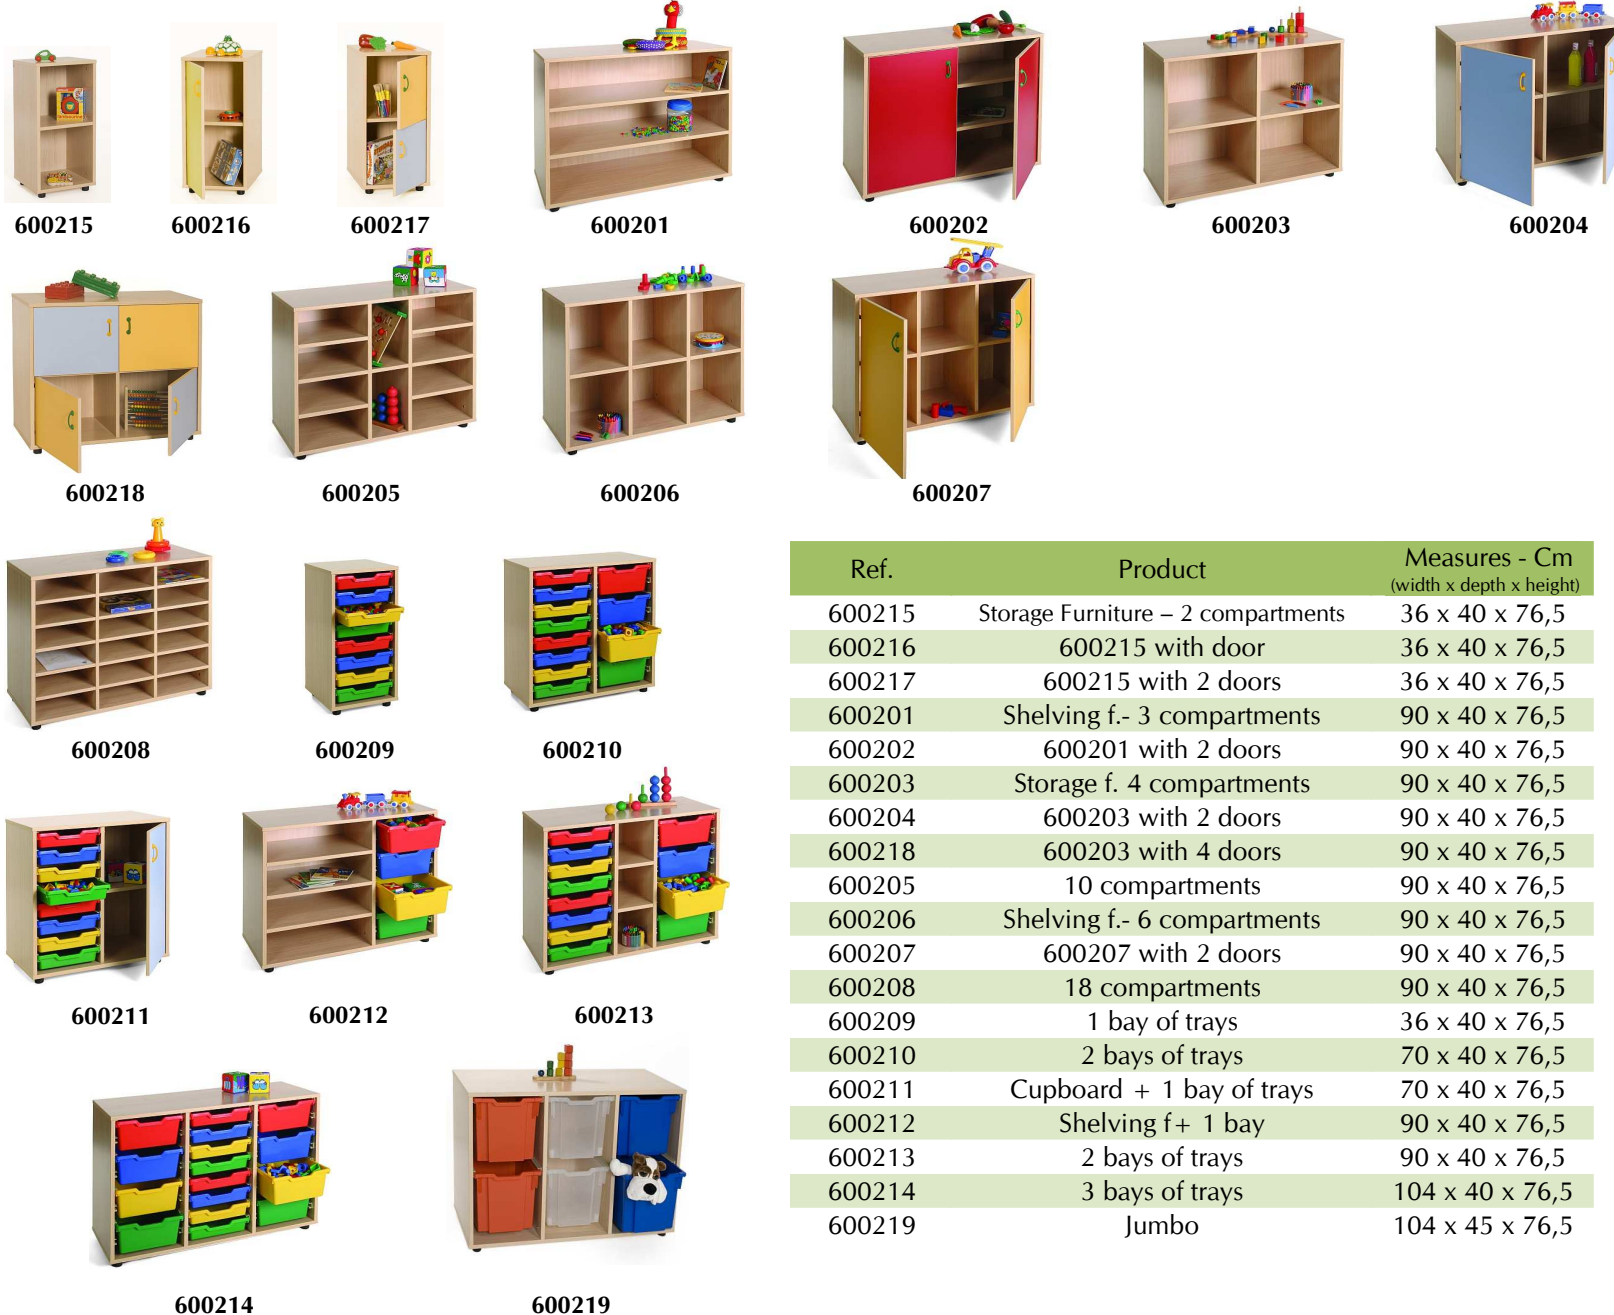 600215 600216 600217 600201 600202 600203 600204
600218 600205 600206 600207
600208 600209 600210
600211 600212 600213
600214 600219
Ref. Product Measures - Cm
(width x depth x height)
600215 Storage Furniture – 2 compartments 36 x 40 x 76,5
600216 600215 with door 36 x 40 x 76,5
600217 600215 with 2 doors 36 x 40 x 76,5
600201 Shelving f.- 3 compartments 90 x 40 x 76,5
600202 600201 with 2 doors 90 x 40 x 76,5
600203 Storage f. 4 compartments 90 x 40 x 76,5
600204 600203 with 2 doors 90 x 40 x 76,5
600218 600203 with 4 doors 90 x 40 x 76,5
600205 10 compartments 90 x 40 x 76,5
600206 Shelving f.- 6 compartments 90 x 40 x 76,5
600207 600207 with 2 doors 90 x 40 x 76,5
600208 18 compartments 90 x 40 x 76,5
600209 1 bay of trays 36 x 40 x 76,5
600210 2 bays of trays 70 x 40 x 76,5
600211 Cupboard + 1 bay of trays 70 x 40 x 76,5
600212 Shelving f+ 1 bay 90 x 40 x 76,5
600213 2 bays of trays 90 x 40 x 76,5
600214 3 bays of trays 104 x 40 x 76,5
600219 Jumbo 104 x 45 x 76,5